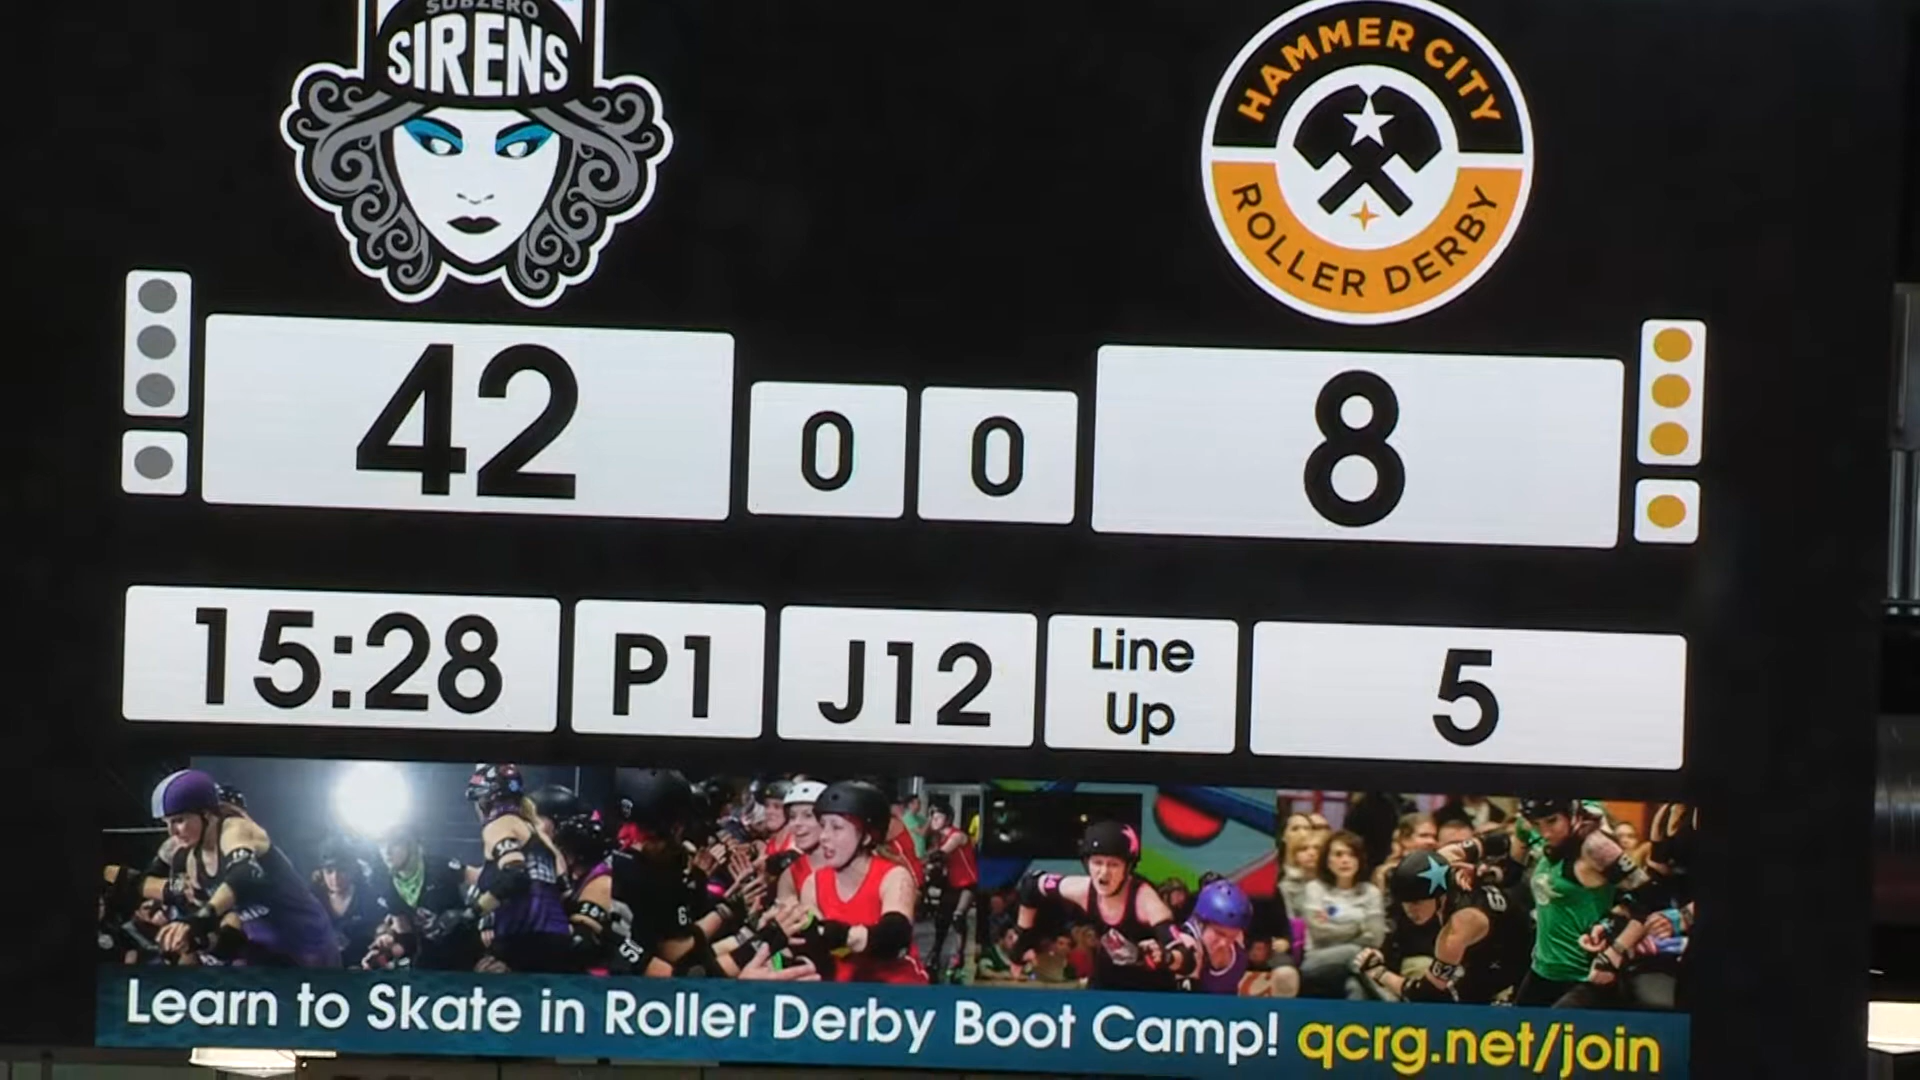 SUBZERO
SIRENS
HAMMER CITY
ROLLER DERBY
42
0
0
8
15:28
P1
J12
Line
Up
5
Learn to Skate in Roller Derby Boot Camp! qcrg.net/join